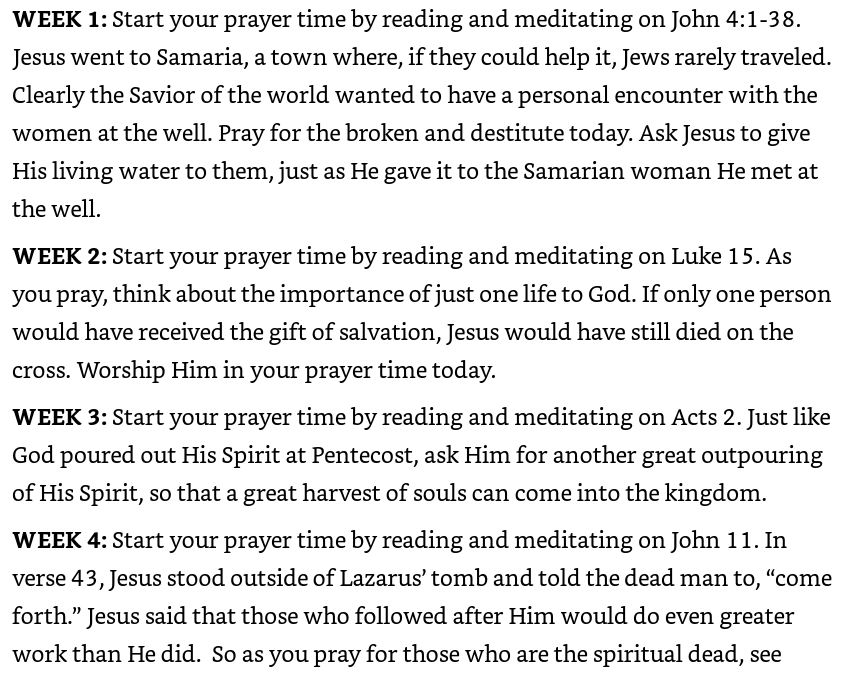 WEEK 1: Start your prayer time by reading and meditating on John 4:1-38.
Jesus went to Samaria, a town where, if they could help it, Jews rarely traveled.
Clearly the Savior of the world wanted to have a personal encounter with the
women at the well. Pray for the broken and destitute today. Ask Jesus to give
His living water to them, just as He gave it to the Samarian woman He met at
the well.
WEEK 2: Start your prayer time by reading and meditating on Luke 15. As
you pray, think about the importance of just one life to God. If only one person
would have received the gift of salvation, Jesus would have still died on the
cross. Worship Him in your prayer time today.
WEEK 3: Start your prayer time by reading and meditating on Acts 2. Just like
God poured out His Spirit at Pentecost, ask Him for another great outpouring
of His Spirit, so that a great harvest of souls can come into the kingdom.
WEEK 4: Start your prayer time by reading and meditating on John 11. In
verse 43, Jesus stood outside of Lazarus’ tomb and told the dead man to, “come
forth.” Jesus said that those who followed after Him would do even greater
work than He did.  So as you pray for those who are the spiritual dead, see